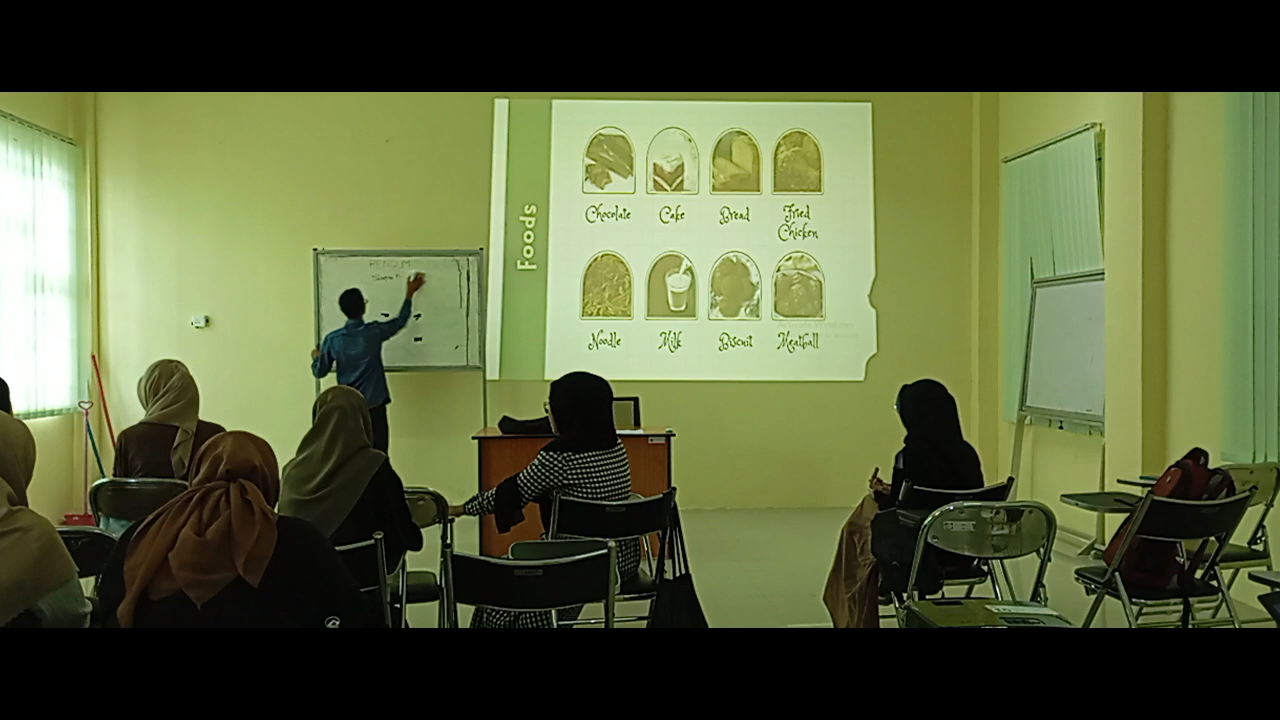 Foods
Chocolate Cake Bread Fried Chicken
Noodle Milk Biscuit Meatball